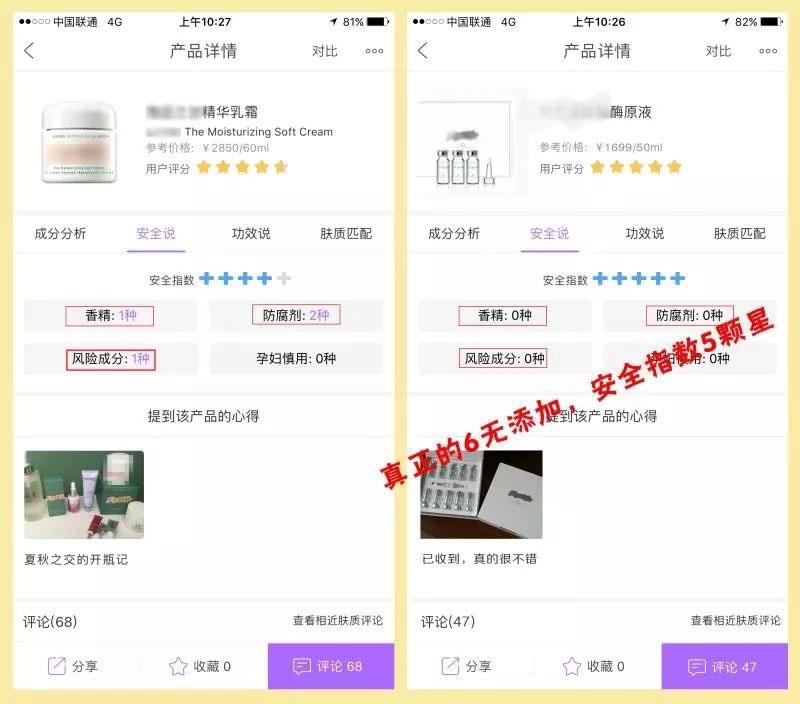 中国联通 4G 上午10:27 81%
产品详情 对比
精华乳霜
The Moisturizing Soft Cream
参考价格: ￥2850/60ml
用户评分
成分分析 安全说 功效说 肤质匹配
安全指数
香精: 1种 防腐剂: 2种
风险成分: 1种 孕妇慎用: 0种
提到该产品的心得
夏秋之交的开瓶记
评论(68) 查看相近肤质评论
分享 收藏 0 评论 68
中国联通 4G 上午10:26 82%
产品详情 对比
酶原液
参考价格: ￥1699/50ml
用户评分
成分分析 安全说 功效说 肤质匹配
安全指数
香精: 0种 防腐剂: 0种
风险成分: 0种 孕妇慎用: 0种
真正的6无添加，安全指数5颗星
提到该产品的心得
已收到，真的很不错
评论(47) 查看相近肤质评论
分享 收藏 0 评论 47